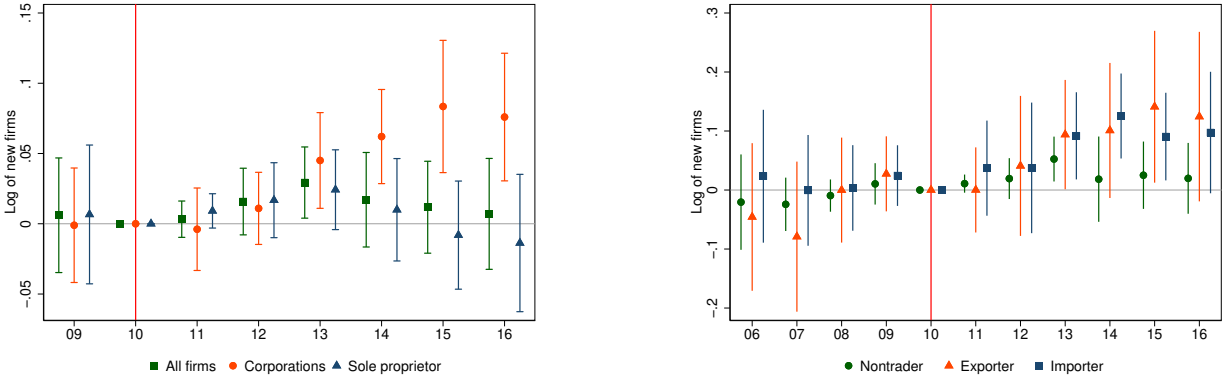 .15
.1
.05
0
-.05
Log of new firms
09 10 11 12 13 14 15 16
All firms Corporations Sole proprietor
.3
.2
.1
0
-.1
-.2
Log of new firms
06 07 08 09 10 11 12 13 14 15 16
Nontrader Exporter Importer